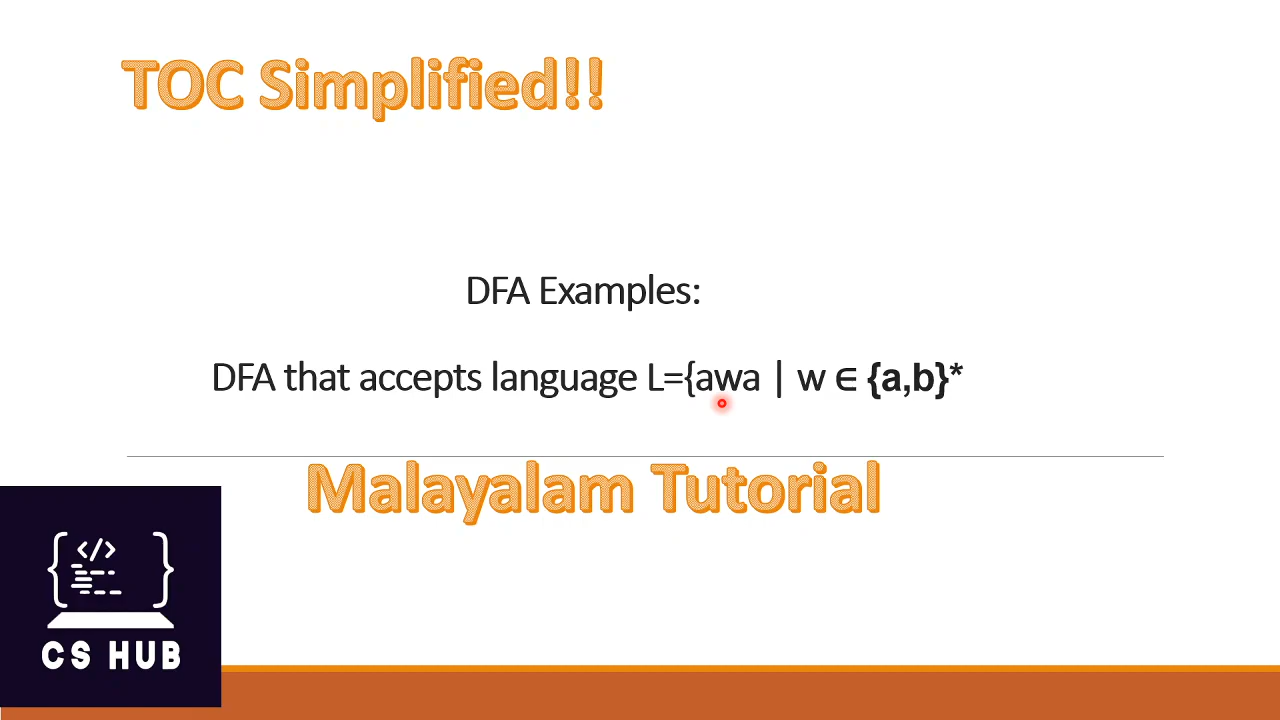 TOC Simplified!!
DFA Examples:
DFA that accepts language L={awa | w ∈ {a,b}*
Malayalam Tutorial
</>
CS HUB